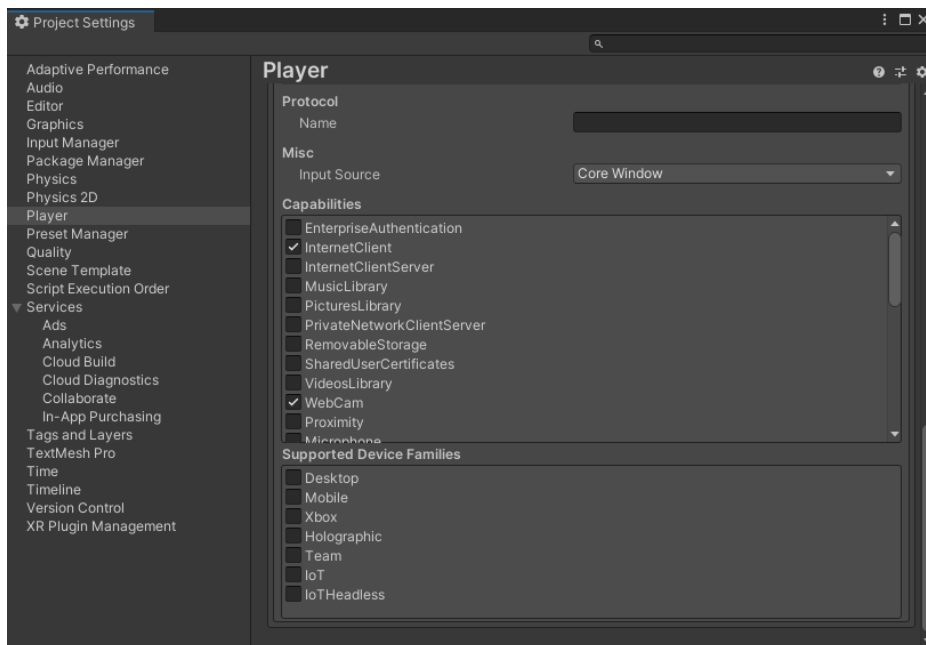 Project Settings
Adaptive Performance
Audio
Editor
Graphics
Input Manager
Package Manager
Physics
Physics 2D
Player
Preset Manager
Quality
Scene Template
Script Execution Order
Services
Ads
Analytics
Cloud Build
Cloud Diagnostics
Collaborate
In-App Purchasing
Tags and Layers
TextMesh Pro
Time
Timeline
Version Control
XR Plugin Management
Player
Protocol
Name
Misc
Input Source Core Window
Capabilities
EnterpriseAuthentication
InternetClient
InternetClientServer
MusicLibrary
PicturesLibrary
PrivateNetworkClientServer
RemovableStorage
SharedUserCertificates
VideosLibrary
WebCam
Proximity
Microphone
Supported Device Families
Desktop
Mobile
Xbox
Holographic
Team
IoT
IoTHeadless